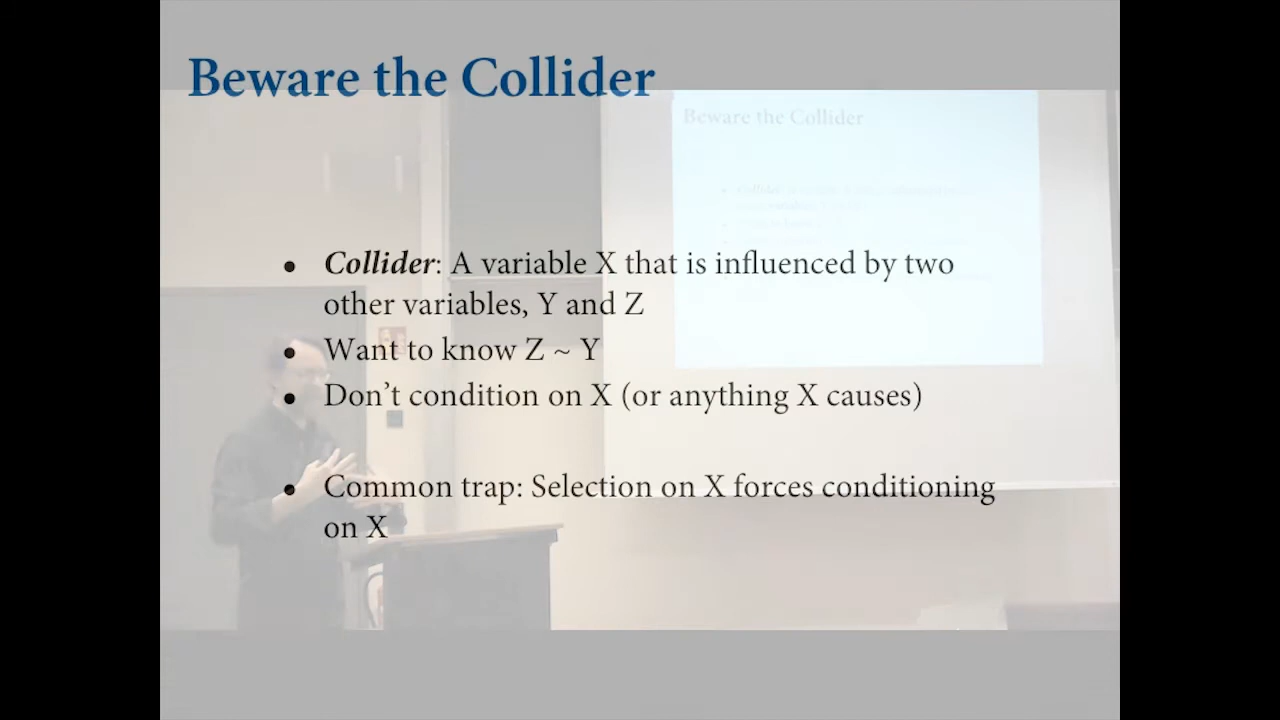 Beware the Collider
Beware the Collider
• Collider: A variable X that is influenced by two
other variables, Y and Z
• Want to know Z ~ Y
• Don't condition on X (or anything X causes)
• Common trap: Selection on X forces conditioning
on X